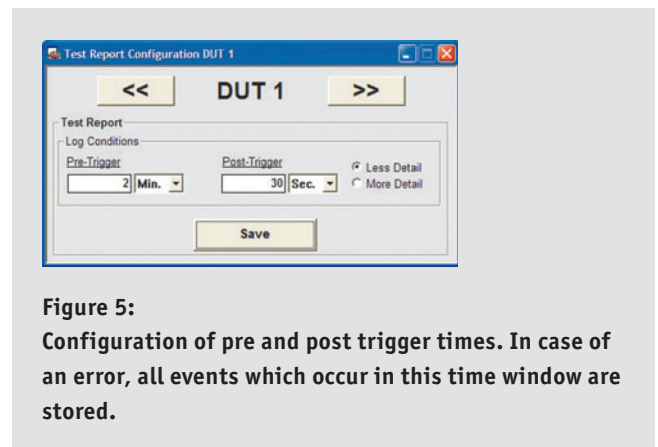 Test Report Configuration DUT 1
<< DUT 1 >>
Test Report
Log Conditions
Pre-Trigger Post-Trigger
2 Min. 30 Sec. Less Detail
More Detail
Save
Figure 5:
Configuration of pre and post trigger times. In case of
an error, all events which occur in this time window are
stored.